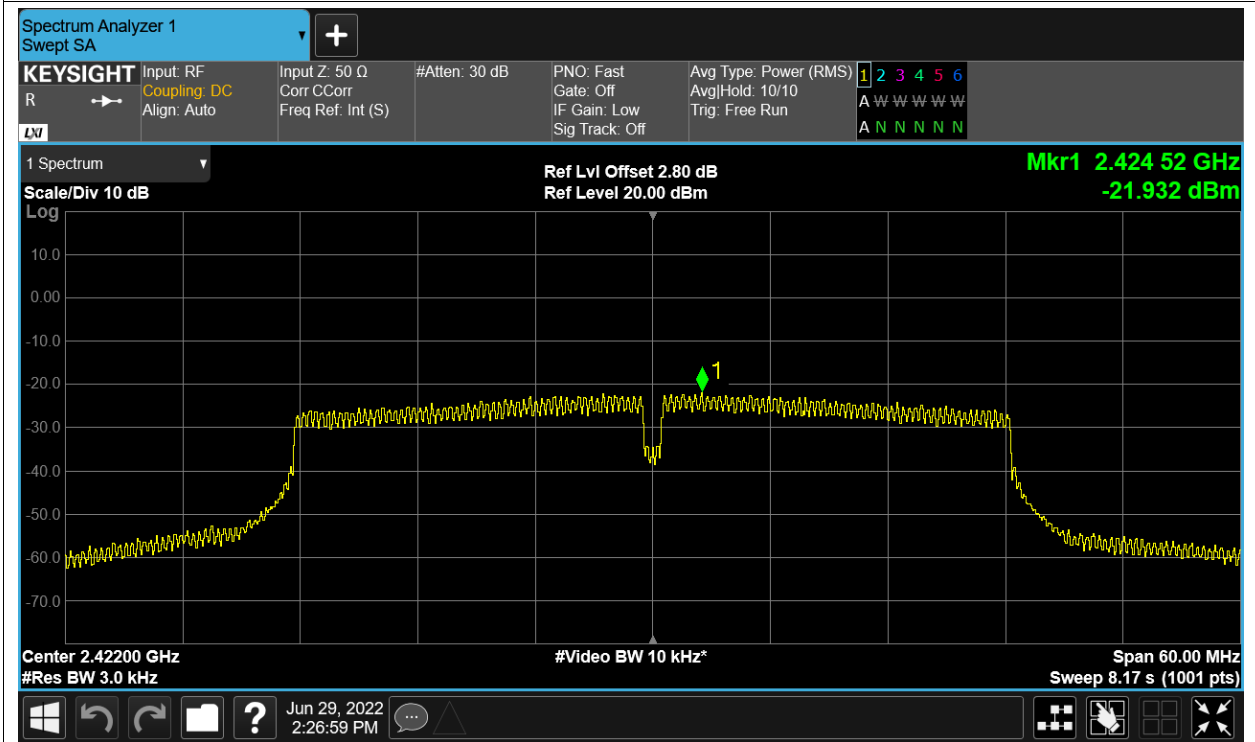 Spectrum Analyzer 1
Swept SA
+
KEYSIGHT
R
LXI
Input: RF
Coupling: DC
Align: Auto
Input Z: 50 Ω
Corr CCorr
Freq Ref: Int (S)
#Atten: 30 dB
PNO: Fast
Gate: Off
IF Gain: Low
Sig Track: Off
Avg Type: Power (RMS)
Avg|Hold: 10/10
Trig: Free Run
1 2 3 4 5 6
A W W W W W
A N N N N N
1 Spectrum
Scale/Div 10 dB
Log
Ref Lvl Offset 2.80 dB
Ref Level 20.00 dBm
Mkr1 2.424 52 GHz
-21.932 dBm
10.0
0.00
-10.0
-20.0
-30.0
-40.0
-50.0
-60.0
-70.0
1
Center 2.42200 GHz
#Res BW 3.0 kHz
#Video BW 10 kHz*
Span 60.00 MHz
Sweep 8.17 s (1001 pts)
?
Jun 29, 2022
2:26:59 PM